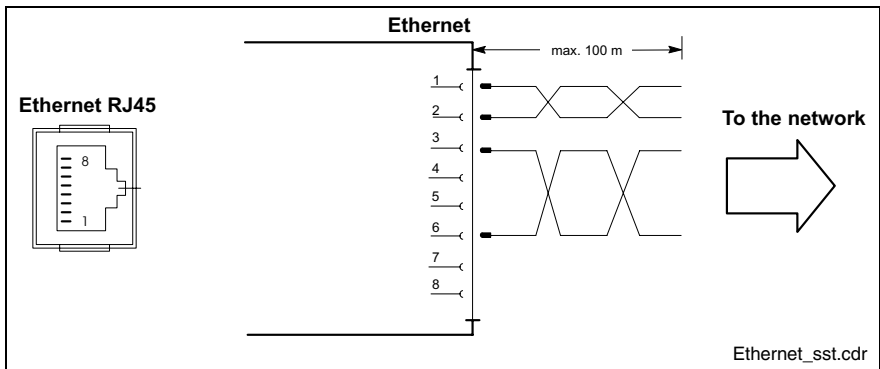 Ethernet
max. 100 m
Ethernet RJ45
8
1
1
2
3
4
5
6
7
8
To the network
Ethernet_sst.cdr